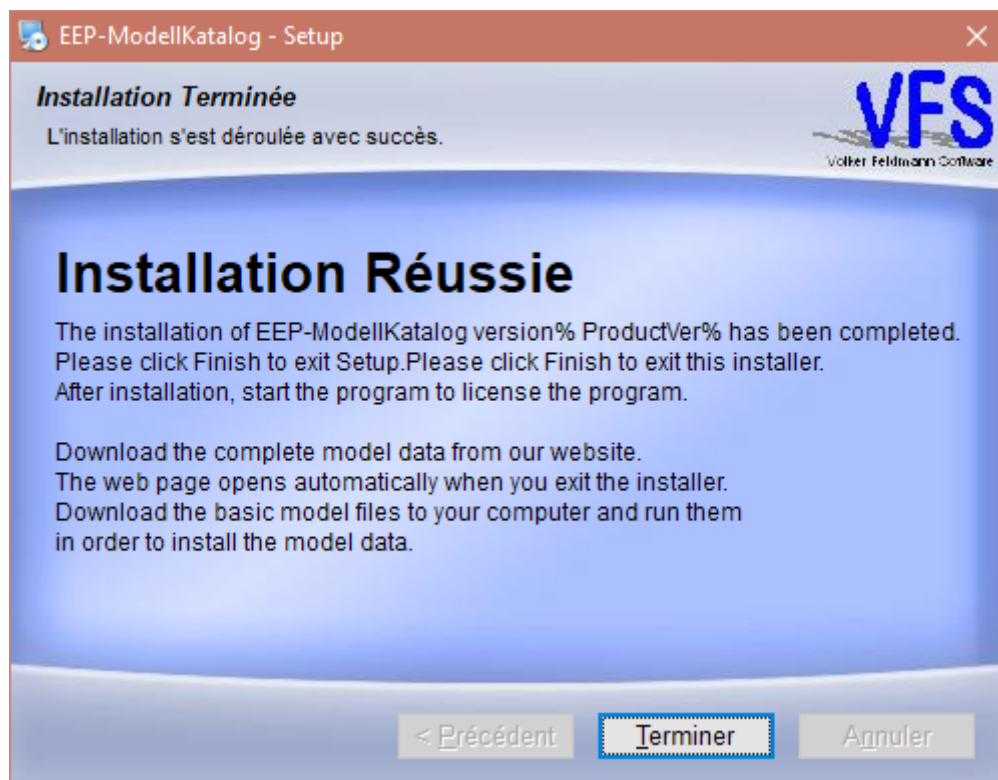 EEP-ModellKatalog - Setup
Installation Terminée
L'installation s'est déroulée avec succès.
VFS
Volker Feldmann Software
Installation Réussie
The installation of EEP-ModellKatalog version% ProductVer% has been completed.
Please click Finish to exit Setup.Please click Finish to exit this installer.
After installation, start the program to license the program.
Download the complete model data from our website.
The web page opens automatically when you exit the installer.
Download the basic model files to your computer and run them
in order to install the model data.
< Précédent
Terminer
Annuler